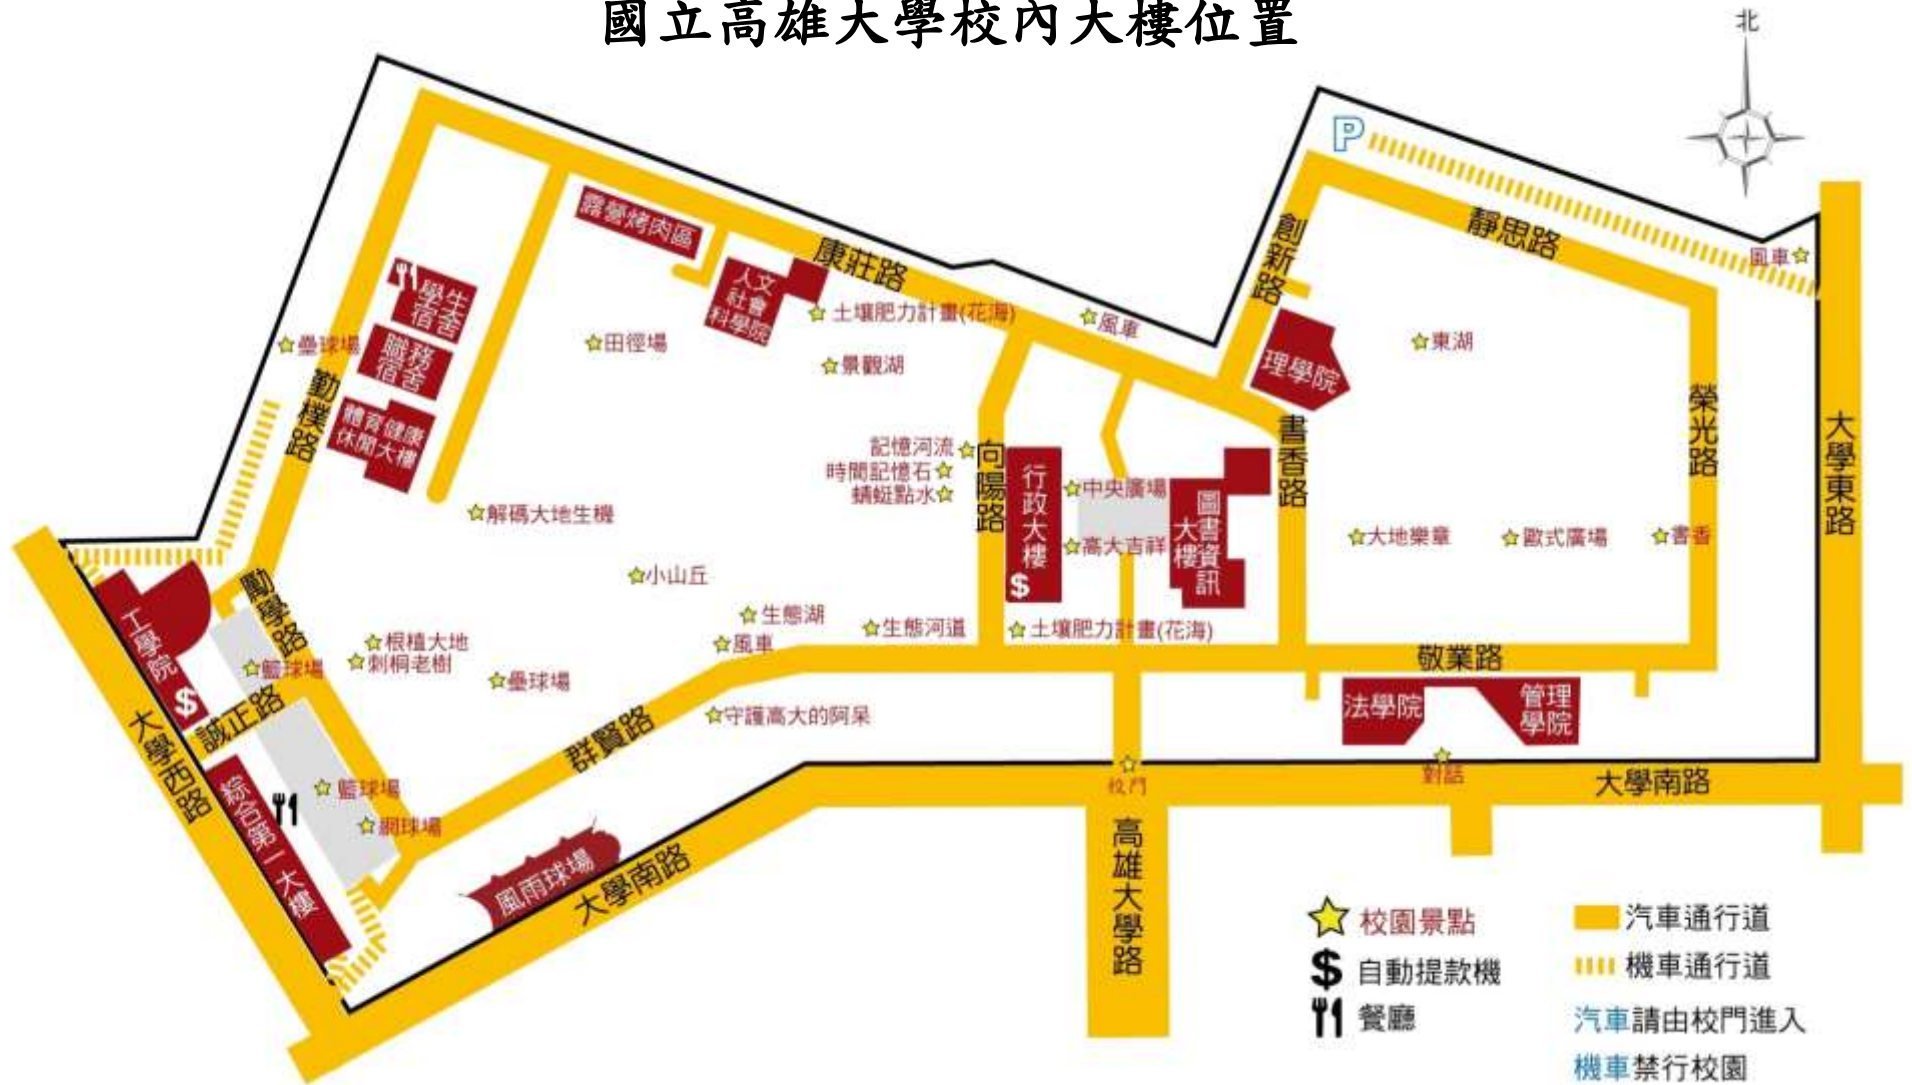 國立高雄大學校內大樓位置
北
P
靜思路
創新路
風車
露營烤肉區
康莊路
人文
社會
科學院
土壤肥力計畫(花海)
風車
學生
宿舍
壘球場
田徑場
職務
宿舍
景觀湖
理學院
東湖
勤樸路
體育健康
休閒大樓
榮光路
大學東路
書香路
記憶河流
時間記憶石
蜻蜓點水
向陽路
行政大樓
$
中央廣場
高大吉祥
圖書資訊
大樓
解碼大地生機
大地樂章
歐式廣場
書香
小山丘
勵學路
工學院
$
生態湖
風車
生態河道
土壤肥力計畫(花海)
根植大地
刺桐老樹
籃球場
壘球場
敬業路
誠正路
大學西路
群賢路
守護高大的阿呆
法學院
管理
學院
校門
對話
大學南路
綜合第一大樓
籃球場
網球場
風雨球場
大學南路
高雄大學路
校園景點
$ 自動提款機
餐廳
汽車通行道
機車通行道
汽車請由校門進入
機車禁行校園